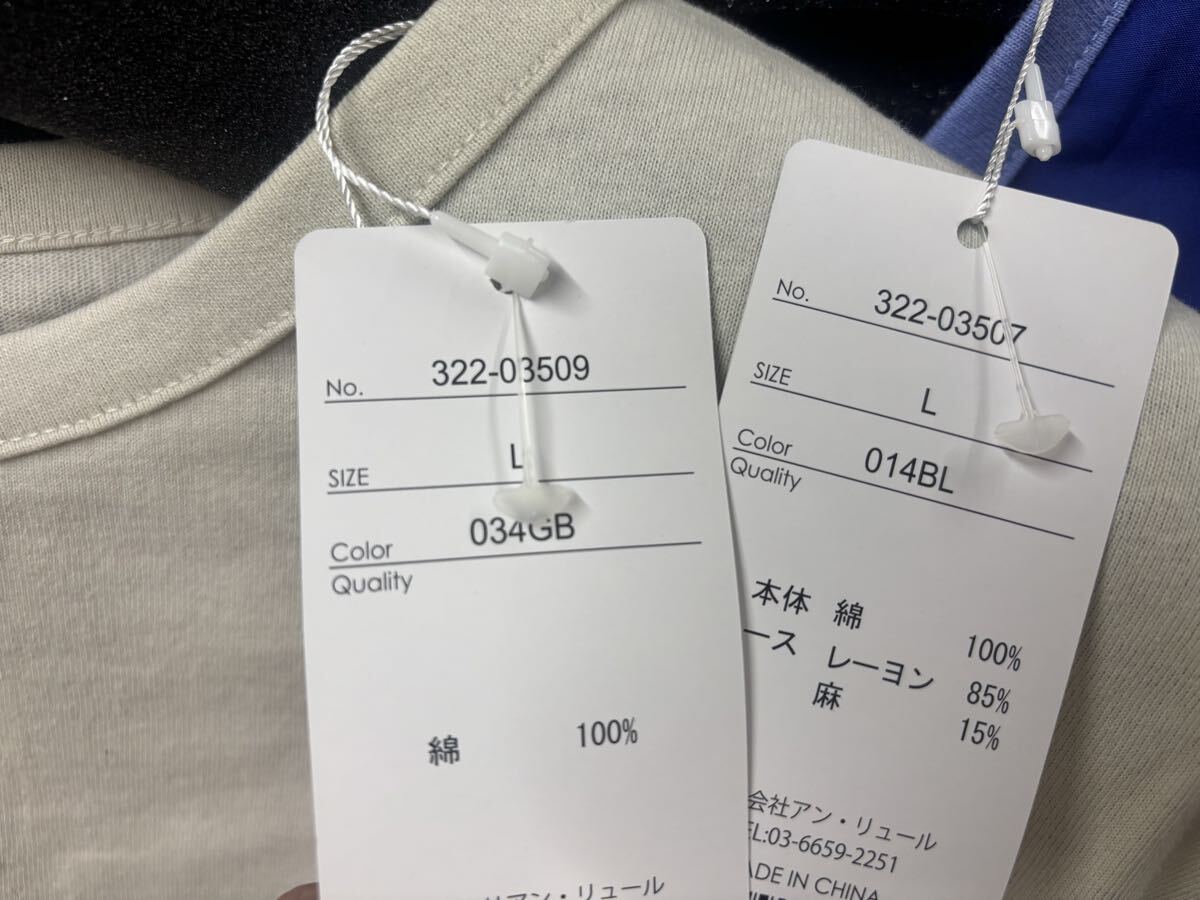 No. 322-03509
SIZE L
Color 034GB
Quality
綿 100%
アン・リュール
No. 322-03507
SIZE L
Color 014BL
Quality
本体 綿 100%
ース レーヨン 85%
麻 15%
会社アン・リュール
EL:03-6659-2251
ADE IN CHINA